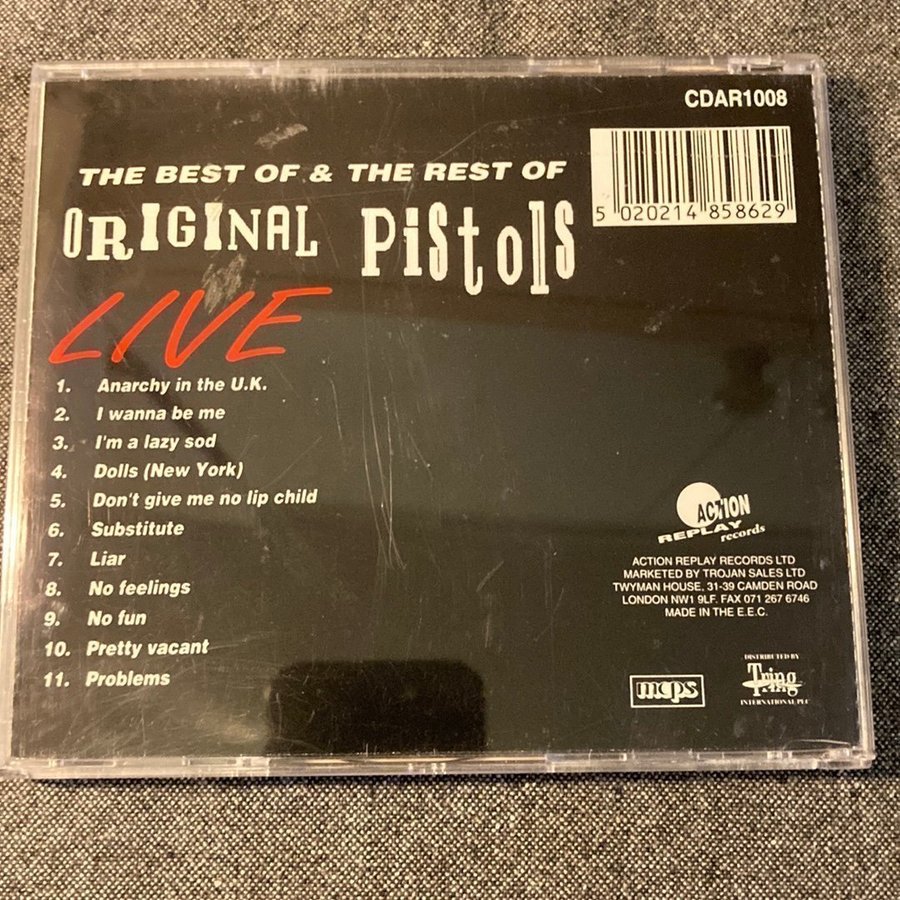 CDAR1008
THE BEST OF & THE REST OF
ORIGINAL PiStolS
LIVE
5 020214 858629
1. Anarchy in the U.K.
2. I wanna be me
3. I'm a lazy sod
4. Dolls (New York)
5. Don't give me no lip child
6. Substitute
7. Liar
8. No feelings
9. No fun
10. Pretty vacant
11. Problems
ACTION
REPLAY records
ACTION REPLAY RECORDS LTD
MARKETED BY TROJAN SALES LTD
TWYMAN HOUSE, 31-39 CAMDEN ROAD
LONDON NW1 9LF. FAX 071 267 6746
MADE IN THE E.E.C.
mcps
DISTRIBUTED BY
Tring
INTERNATIONAL PLC